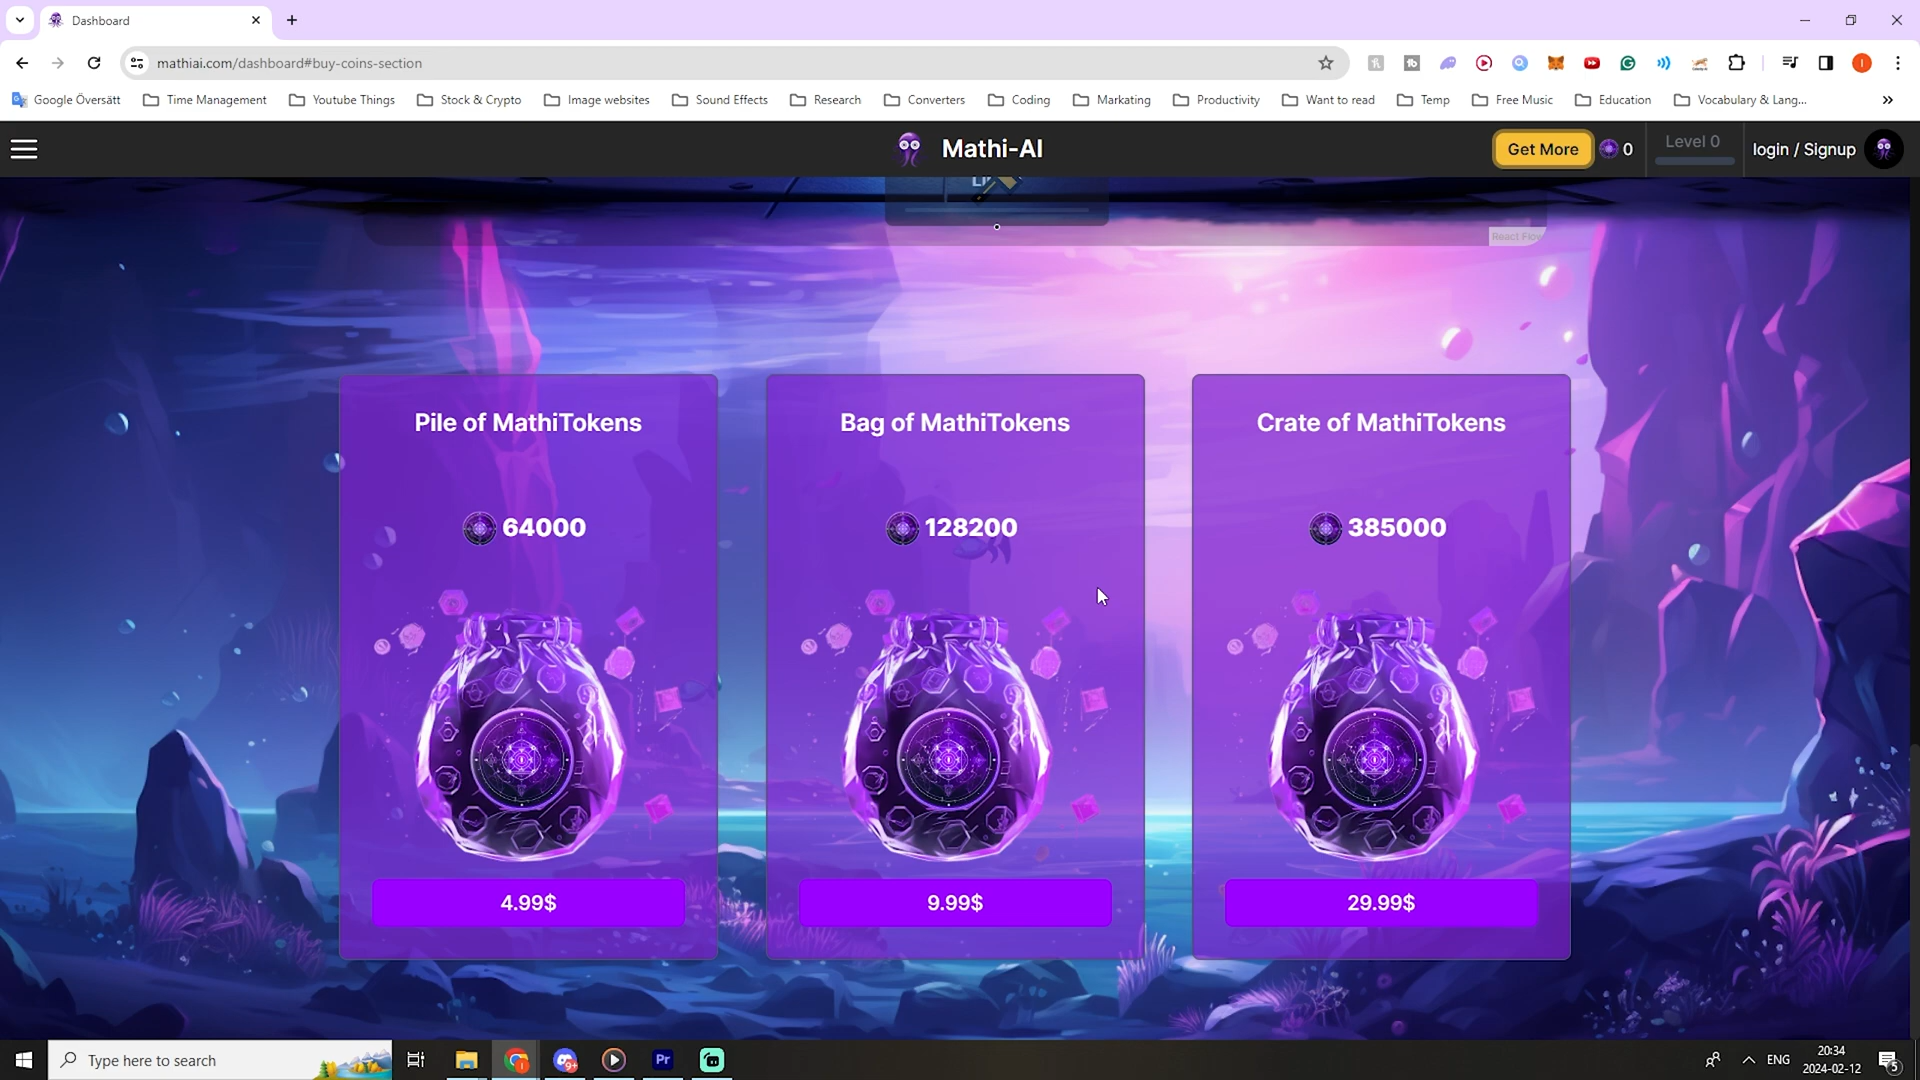 Dashboard
mathiai.com/dashboard#buy-coins-section
Google Översätt
Time Management
Youtube Things
Stock & Crypto
Image websites
Sound Effects
Research
Converters
Coding
Markating
Productivity
Want to read
Temp
Free Music
Education
Vocabulary & Lang...
Mathi-AI
Get More
0
Level 0
login / Signup
React Flow
Pile of MathiTokens
64000
4.99$
Bag of MathiTokens
128200
9.99$
Crate of MathiTokens
385000
29.99$
Type here to search
Pr
9+
ENG
20:34
2024-02-12
5